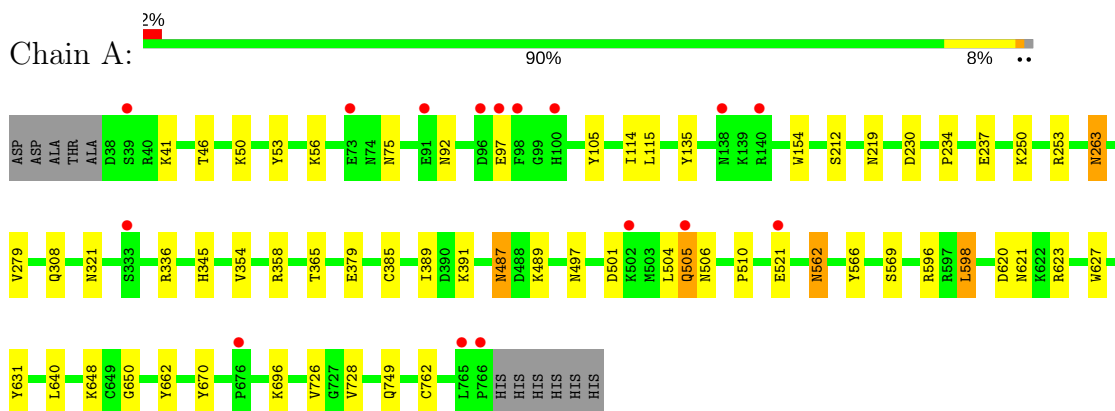 2%
Chain A:
90% 8% ••
ASP ASP ALA THR ALA D38 S39 R40 K41 T46 K50 Y53 K56 E73 N74 N75 E91 N92 D96 E97 F98 G99 H100 Y105 I114 L115 Y135 N138 K139 R140 W154 S212 N219 D230 P234 E237 K250 R253 N263
V279 Q308 N321 S333 R336 H345 V354 R358 T365 E379 C385 I389 D390 K391 N487 D488 K489 N497 D501 K502 M503 L504 Q505 N506 P510 E521 N562 Y566 S569 R596 R597 L598 D620 N621 K622 R623 W627
Y631 L640 K648 C649 G650 Y662 Y670 P676 K696 V726 G727 V728 Q749 C762 L765 P766 HIS HIS HIS HIS HIS HIS